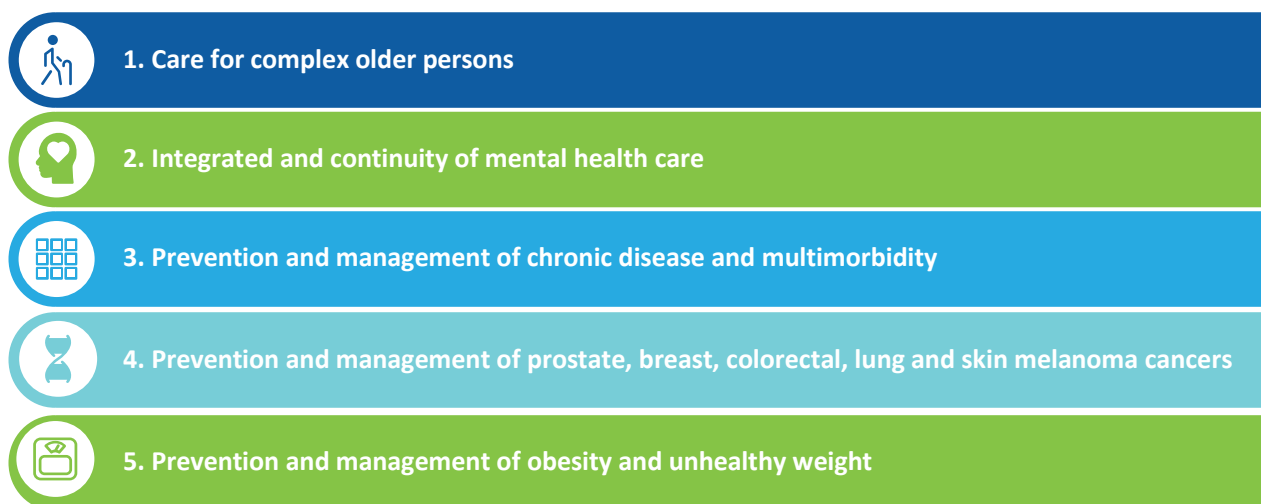 1. Care for complex older persons
2. Integrated and continuity of mental health care
3. Prevention and management of chronic disease and multimorbidity
4. Prevention and management of prostate, breast, colorectal, lung and skin melanoma cancers
5. Prevention and management of obesity and unhealthy weight